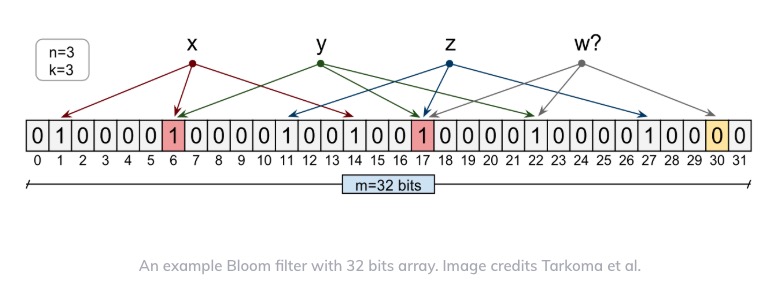 x y z w?
n=3
k=3
0 1 0 0 0 0 1 0 0 0 0 1 0 0 1 0 0 1 0 0 0 0 1 0 0 0 0 1 0 0 0 0
0 1 2 3 4 5 6 7 8 9 10 11 12 13 14 15 16 17 18 19 20 21 22 23 24 25 26 27 28 29 30 31
m=32 bits
An example Bloom filter with 32 bits array. Image credits Tarkoma et al.